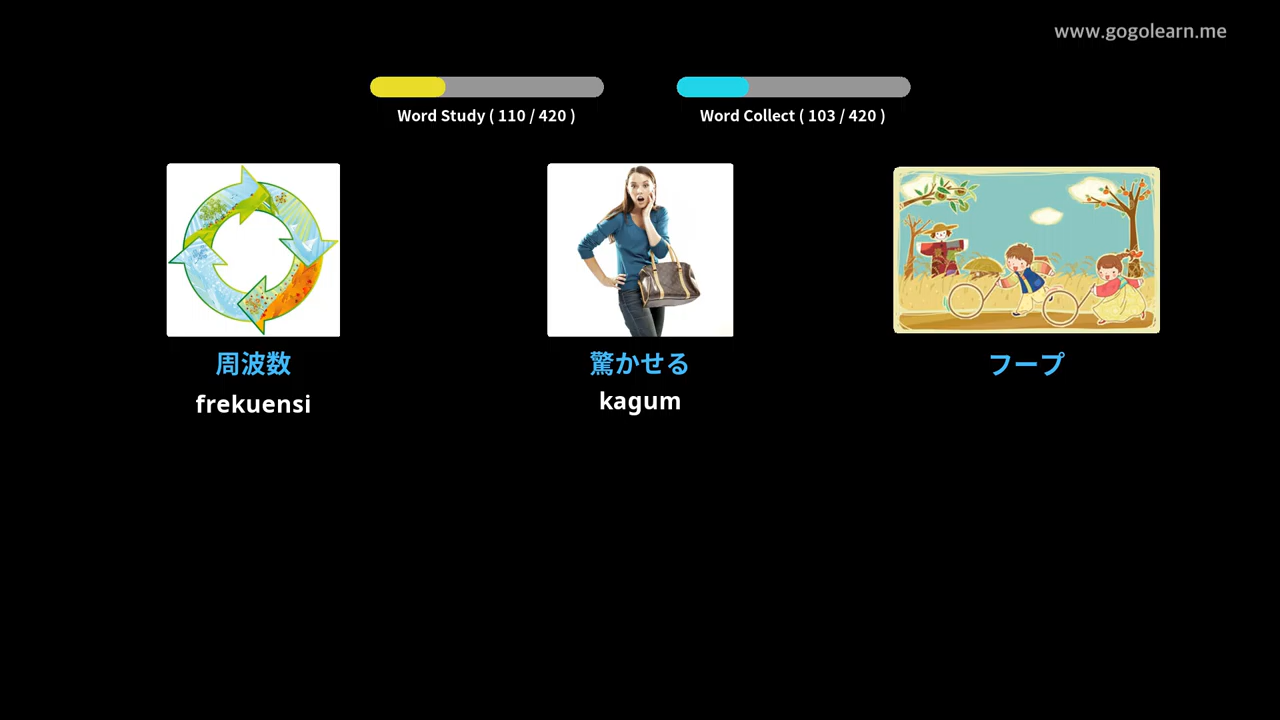 www.gogolearn.me
Word Study ( 110 / 420 )
Word Collect ( 103 / 420 )
周波数
frekuensi
驚かせる
kagum
フープ